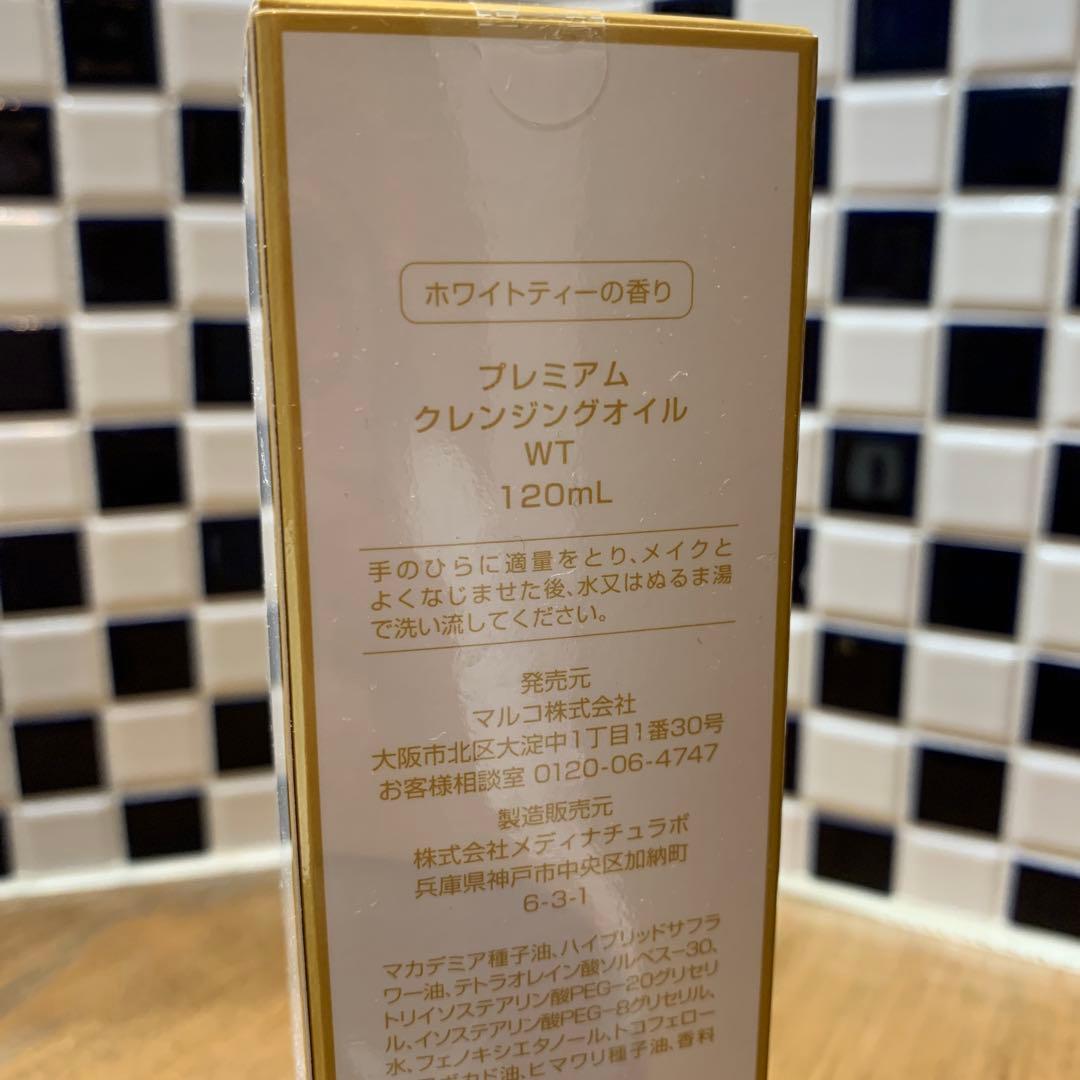 ホワイトティーの香り
プレミアム
クレンジングオイル
WT
120mL
手のひらに適量をとり、メイクと
よくなじませた後、水又はぬるま湯
で洗い流してください。
発売元
マルコ株式会社
大阪市北区大淀中1丁目1番30号
お客様相談室 0120-06-4747
製造販売元
株式会社メディナチュラボ
兵庫県神戸市中央区加納町
6-3-1
マカデミア種子油、ハイブリッドサフラ
ワー油、テトラオレイン酸ソルベス-30、
トリイソステアリン酸PEG-20グリセリ
ル、イソステアリン酸PEG-8グリセリル、
水、フェノキシエタノール、トコフェロー
ボカド油、ヒマワリ種子油、香料